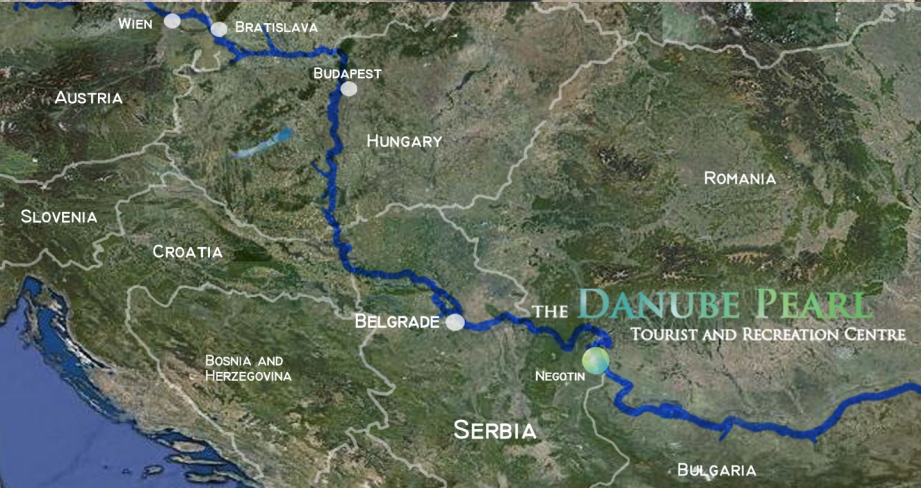 Wien
Bratislava
Budapest
Austria
Hungary
Romania
Slovenia
Croatia
The Danube Pearl
Tourist and Recreation Centre
Belgrade
Bosnia and
Herzegovina
Negotin
Serbia
Bulgaria